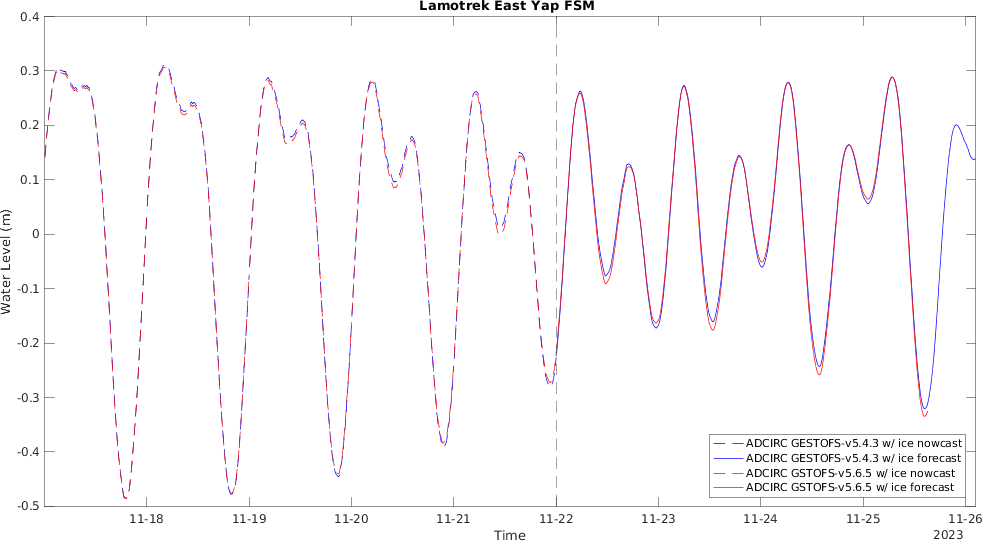 Lamotrek East Yap FSM
0.4
0.3
0.2
0.1
0
-0.1
-0.2
-0.3
-0.4
-0.5
Water Level (m)
ADCIRC GESTOFS-v5.4.3 w/ ice nowcast
ADCIRC GESTOFS-v5.4.3 w/ ice forecast
ADCIRC GSTOFS-v5.6.5 w/ ice nowcast
ADCIRC GSTOFS-v5.6.5 w/ ice forecast
11-18 11-19 11-20 11-21 11-22 11-23 11-24 11-25 11-26
Time
2023